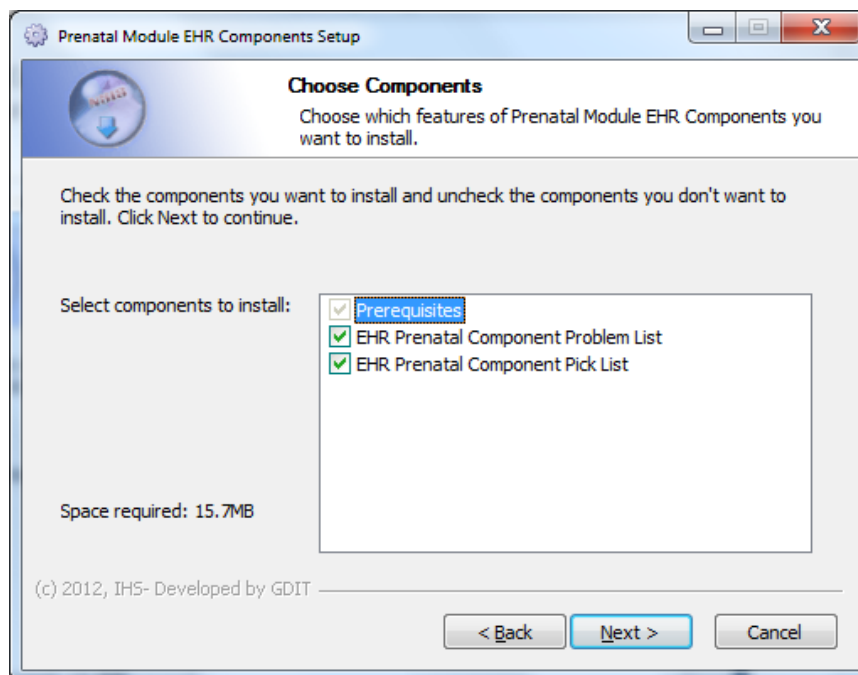 Prenatal Module EHR Components Setup
Choose Components
Choose which features of Prenatal Module EHR Components you
want to install.
Check the components you want to install and uncheck the components you don't want to
install. Click Next to continue.
Select components to install:
Prerequisites
EHR Prenatal Component Problem List
EHR Prenatal Component Pick List
Space required: 15.7MB
(c) 2012, IHS- Developed by GDIT
< Back
Next >
Cancel